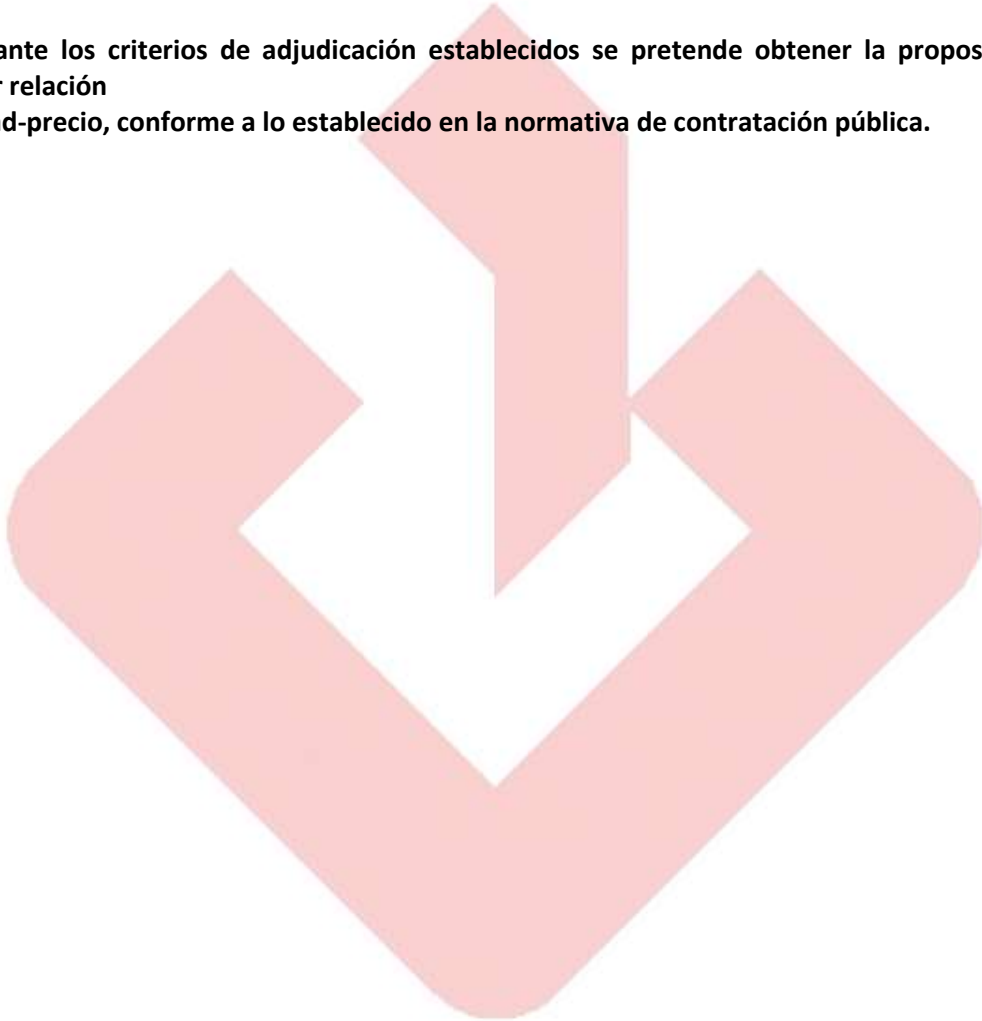 ante los criterios de adjudicación establecidos se pretende obtener la propos
r relación
d-precio, conforme a lo establecido en la normativa de contratación pública.